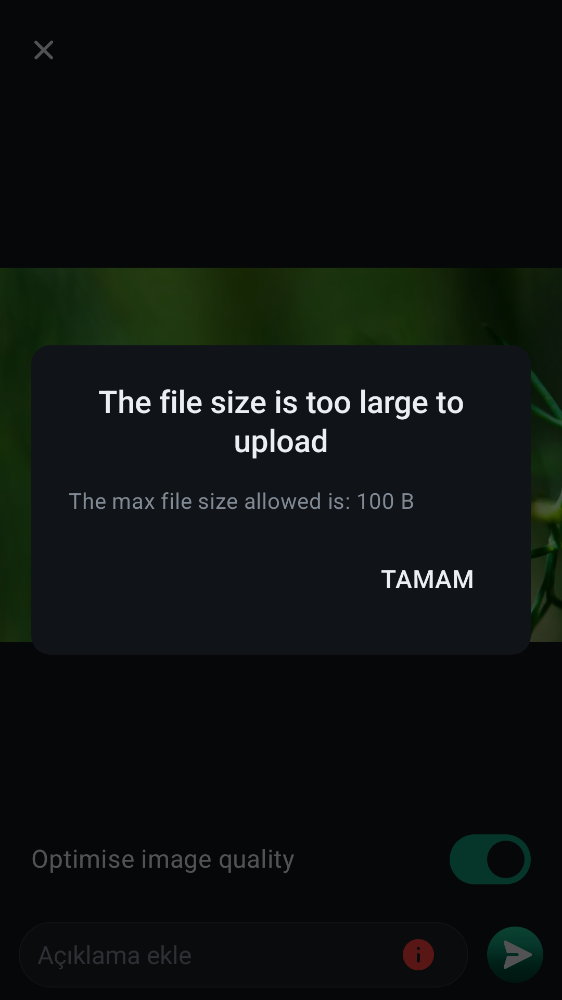 The file size is too large to
upload
The max file size allowed is: 100 B
TAMAM
Optimise image quality
Açıklama ekle